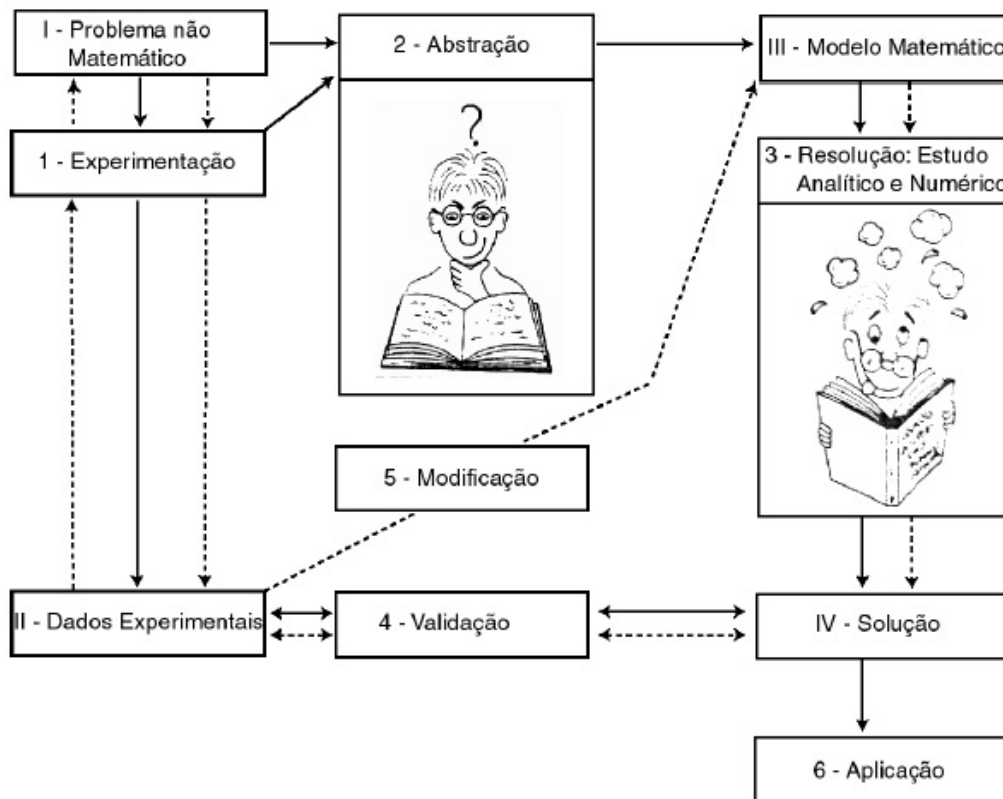 I - Problema não
Matemático
2 - Abstração
III - Modelo Matemático
1 - Experimentação
3 - Resolução: Estudo
Analítico e Numérico
?
5 - Modificação
II - Dados Experimentais
4 - Validação
IV - Solução
6 - Aplicação